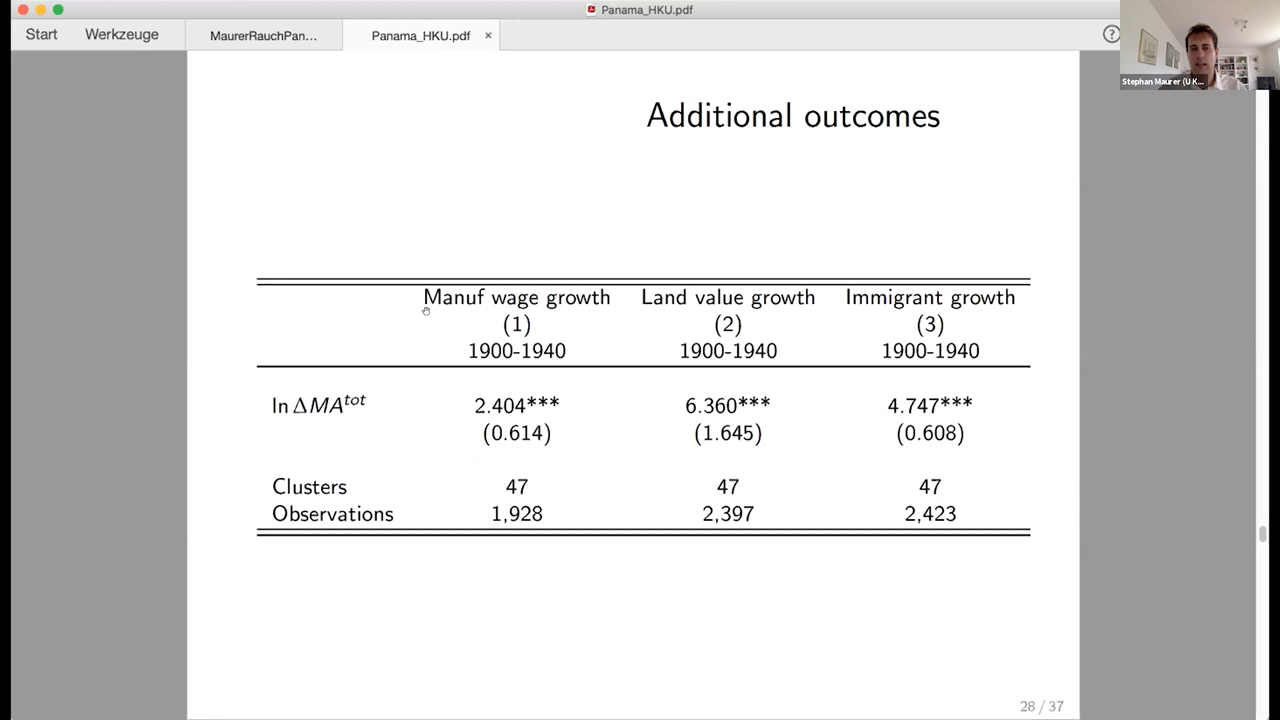 Panama_HKU.pdf
Start Werkzeuge MaurerRauchPan... Panama_HKU.pdf × ?
Stephan Maurer (U K...
Additional outcomes
Manuf wage growth Land value growth Immigrant growth
(1) (2) (3)
1900-1940 1900-1940 1900-1940
ln ΔMA^tot 2.404*** 6.360*** 4.747***
(0.614) (1.645) (0.608)
Clusters 47 47 47
Observations 1,928 2,397 2,423
28 / 37